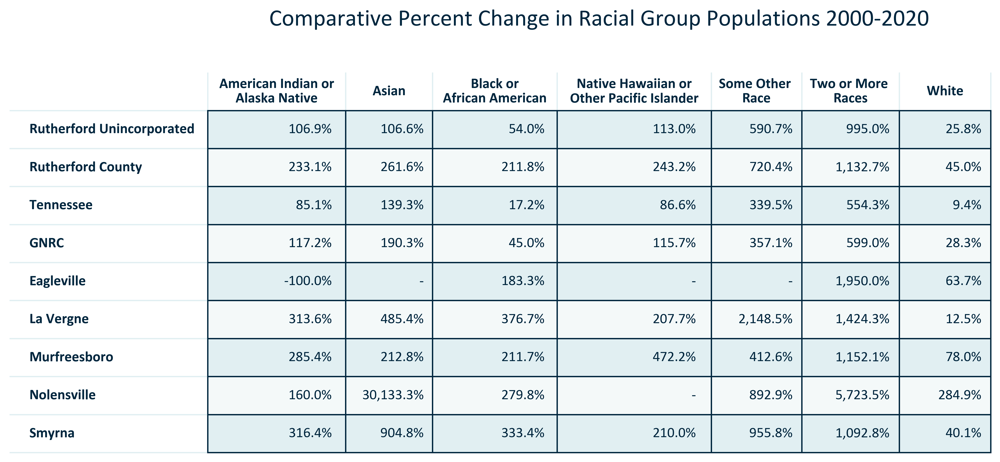 Comparative Percent Change in Racial Group Populations 2000-2020
American Indian or Alaska Native Asian Black or African American Native Hawaiian or Other Pacific Islander Some Other Race Two or More Races White
Rutherford Unincorporated 106.9% 106.6% 54.0% 113.0% 590.7% 995.0% 25.8%
Rutherford County 233.1% 261.6% 211.8% 243.2% 720.4% 1,132.7% 45.0%
Tennessee 85.1% 139.3% 17.2% 86.6% 339.5% 554.3% 9.4%
GNRC 117.2% 190.3% 45.0% 115.7% 357.1% 599.0% 28.3%
Eagleville -100.0% - 183.3% - - 1,950.0% 63.7%
La Vergne 313.6% 485.4% 376.7% 207.7% 2,148.5% 1,424.3% 12.5%
Murfreesboro 285.4% 212.8% 211.7% 472.2% 412.6% 1,152.1% 78.0%
Nolensville 160.0% 30,133.3% 279.8% - 892.9% 5,723.5% 284.9%
Smyrna 316.4% 904.8% 333.4% 210.0% 955.8% 1,092.8% 40.1%